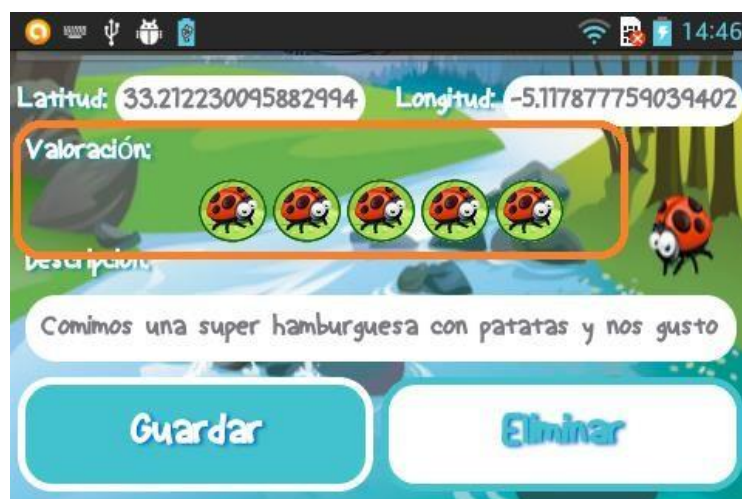 14:46
Latitud: 33.212230095882994 Longitud: -5.117877759039402
Valoración:
Descripción:
Comimos una super hamburguesa con patatas y nos gusto
Guardar Eliminar